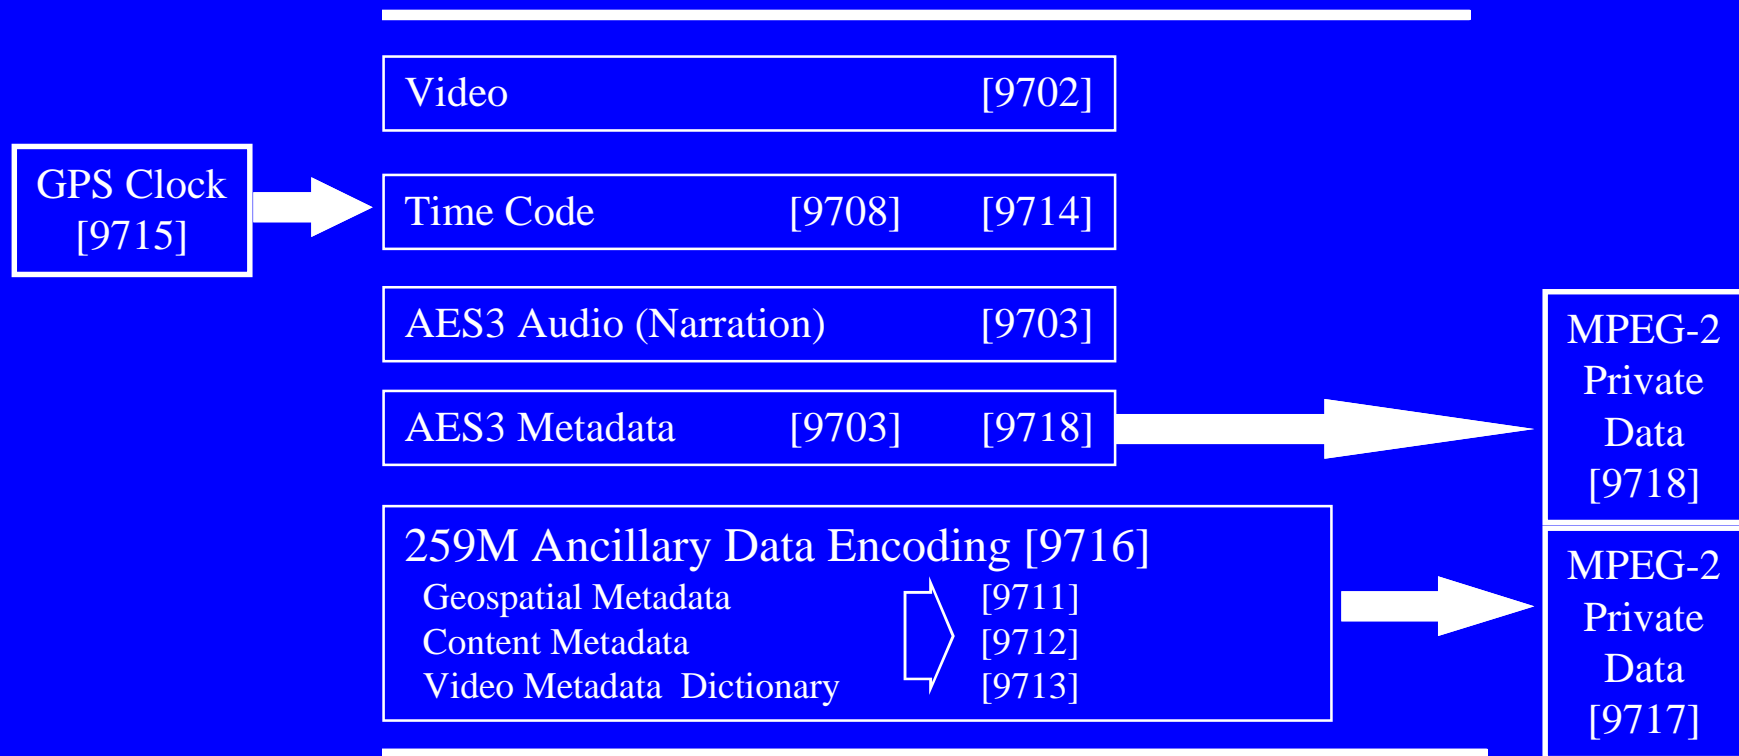 Video [9702]
GPS Clock
[9715]
Time Code [9708] [9714]
AES3 Audio (Narration) [9703]
AES3 Metadata [9703] [9718]
MPEG-2
Private
Data
[9718]
259M Ancillary Data Encoding [9716]
Geospatial Metadata [9711]
Content Metadata [9712]
Video Metadata Dictionary [9713]
MPEG-2
Private
Data
[9717]